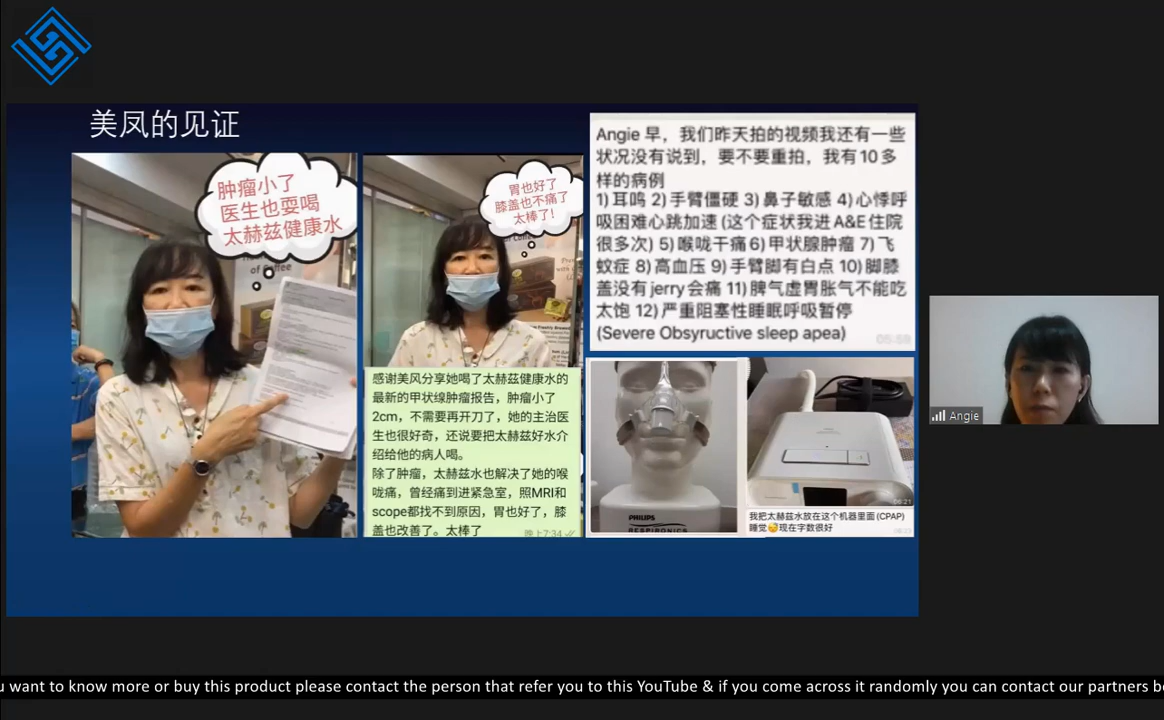 美凤的见证
肿瘤小了
医生也耍喝
太赫兹健康水
of Coffee
胃也好了
膝盖也不痛了
太棒了!
感谢美凤分享她喝了太赫兹健康水的
最新的甲状缐肿瘤报告，肿瘤小了
2cm，不需要再开刀了，她的主治医
生也很好奇，还说要把太赫兹好水介
绍给他的病人喝。
除了肿瘤，太赫兹水也解决了她的喉
咙痛，曾经痛到进紧急室，照MRI和
scope都找不到原因，胃也好了，膝
盖也改善了。太棒了
晚上7:34
Angie 早，我们昨天拍的视频我还有一些
状况没有说到，要不要重拍，我有10多
样的病例
1)耳鸣 2)手臂僵硬 3)鼻子敏感 4)心悸呼
吸困难心跳加速 (这个症状我进 A&E住院
很多次) 5)喉咙干痛 6)甲状腺肿瘤 7)飞
蚊症 8)高血压 9)手臂脚有白点 10)脚膝
盖没有jerry会痛 11)脾气虚胃胀气不能吃
太饱 12)严重阻塞性睡眠呼吸暂停
(Severe Obsyructive sleep apea)
05:58
PHILIPS
RESPIRONICS
06:21
我把太赫兹水放在这个机器里面(CPAP)
睡觉😴现在字数很好
Angie
u want to know more or buy this product please contact the person that refer you to this YouTube & if you come across it randomly you can contact our partners be